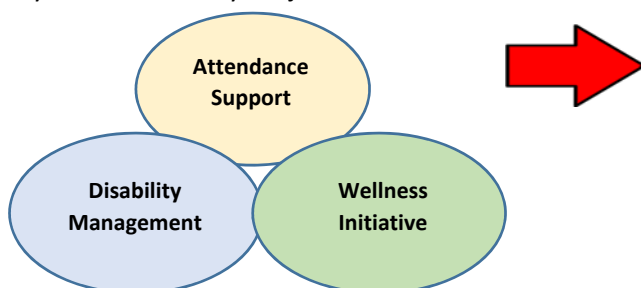 Attendance
Support
Disability
Management
Wellness
Initiative